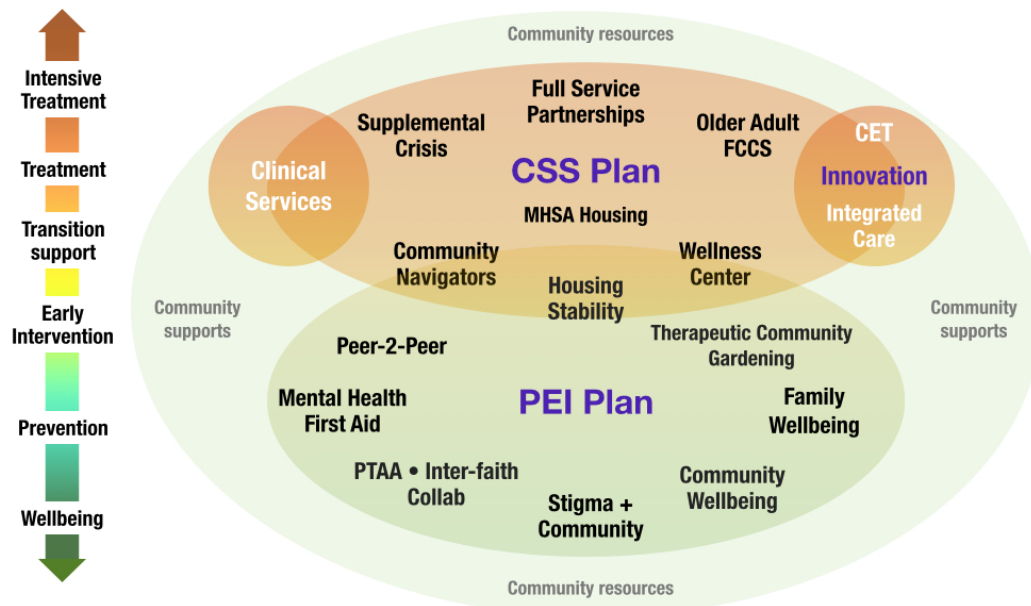 Intensive
Treatment
Treatment
Transition
support
Early
Intervention
Prevention
Wellbeing
Community resources
Full Service
Partnerships
Supplemental
Crisis
Older Adult
FCCS
CET
Clinical
Services
CSS Plan
Innovation
MHSA Housing
Integrated
Care
Community
Navigators
Wellness
Center
Housing
Stability
Community
supports
Community
supports
Peer-2-Peer
Therapeutic Community
Gardening
Mental Health
First Aid
PEI Plan
Family
Wellbeing
PTAA • Inter-faith
Collab
Community
Wellbeing
Stigma +
Community
Community resources